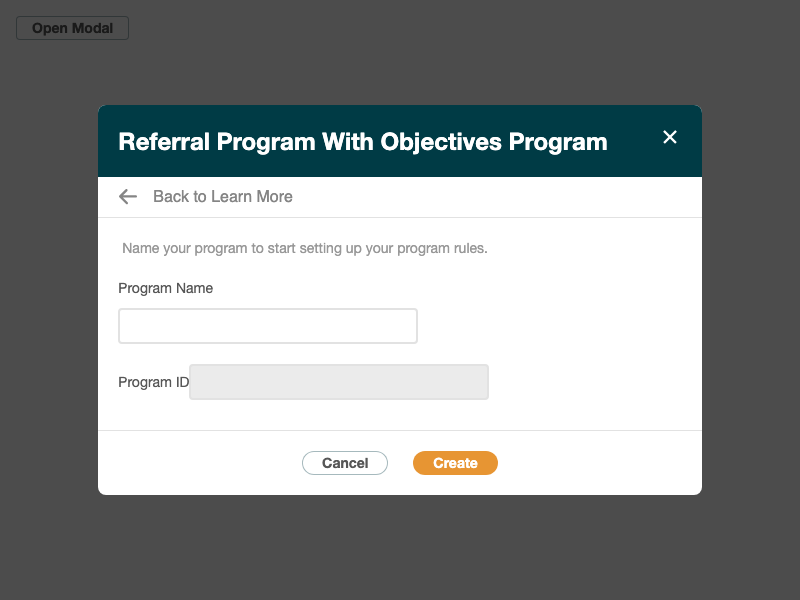 Open Modal
Referral Program With Objectives Program
Back to Learn More
Name your program to start setting up your program rules.
Program Name
Program ID
Cancel
Create